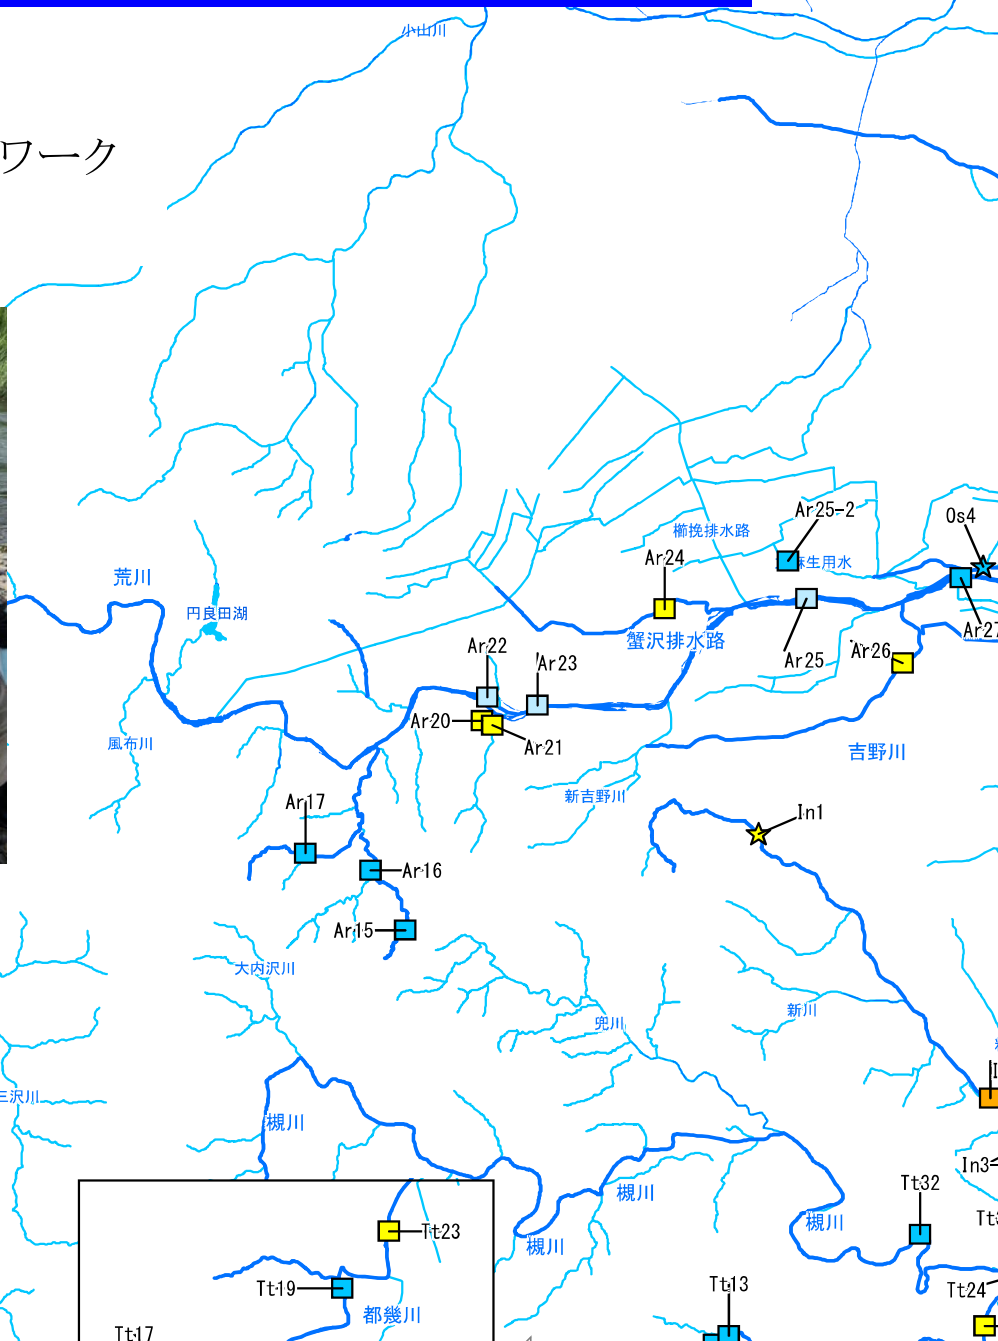 小山川
ワーク
Ar25-2
Os4
櫛挽排水路
Ar24
麻生用水
荒川
円良田湖
Ar27
蟹沢排水路
Ar22
Ar23
Ar25
Ar26
Ar20
Ar21
風布川
吉野川
新吉野川
Ar17
In1
Ar16
Ar15
大内沢川
新川
兜川
三沢川
槻川
In3
Tt32
槻川
槻川
Tt23
槻川
Tt19
Tt13
Tt24
都幾川
Tt17